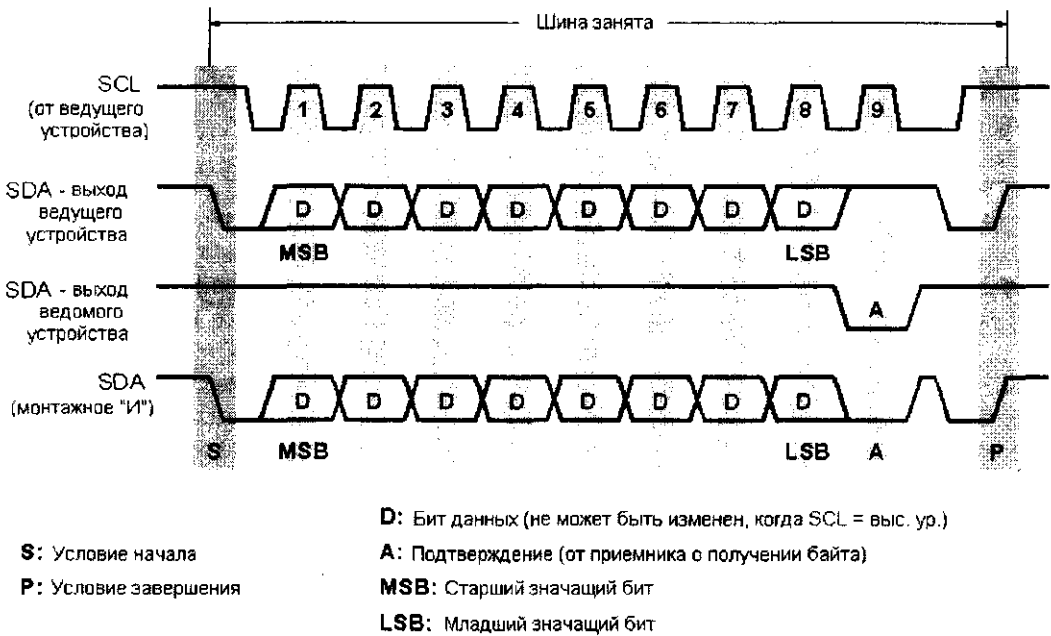 Шина занята
SCL
(от ведущего
устройства)
1 2 3 4 5 6 7 8 9
SDA - выход
ведущего
устройства
D D D D D D D D
MSB LSB
SDA - выход
ведомого
устройства
A
SDA
(монтажное "И")
D D D D D D D D
S MSB LSB A P
D: Бит данных (не может быть изменен, когда SCL = выс. ур.)
S: Условие начала
A: Подтверждение (от приемника о получении байта)
P: Условие завершения
MSB: Старший значащий бит
LSB: Младший значащий бит